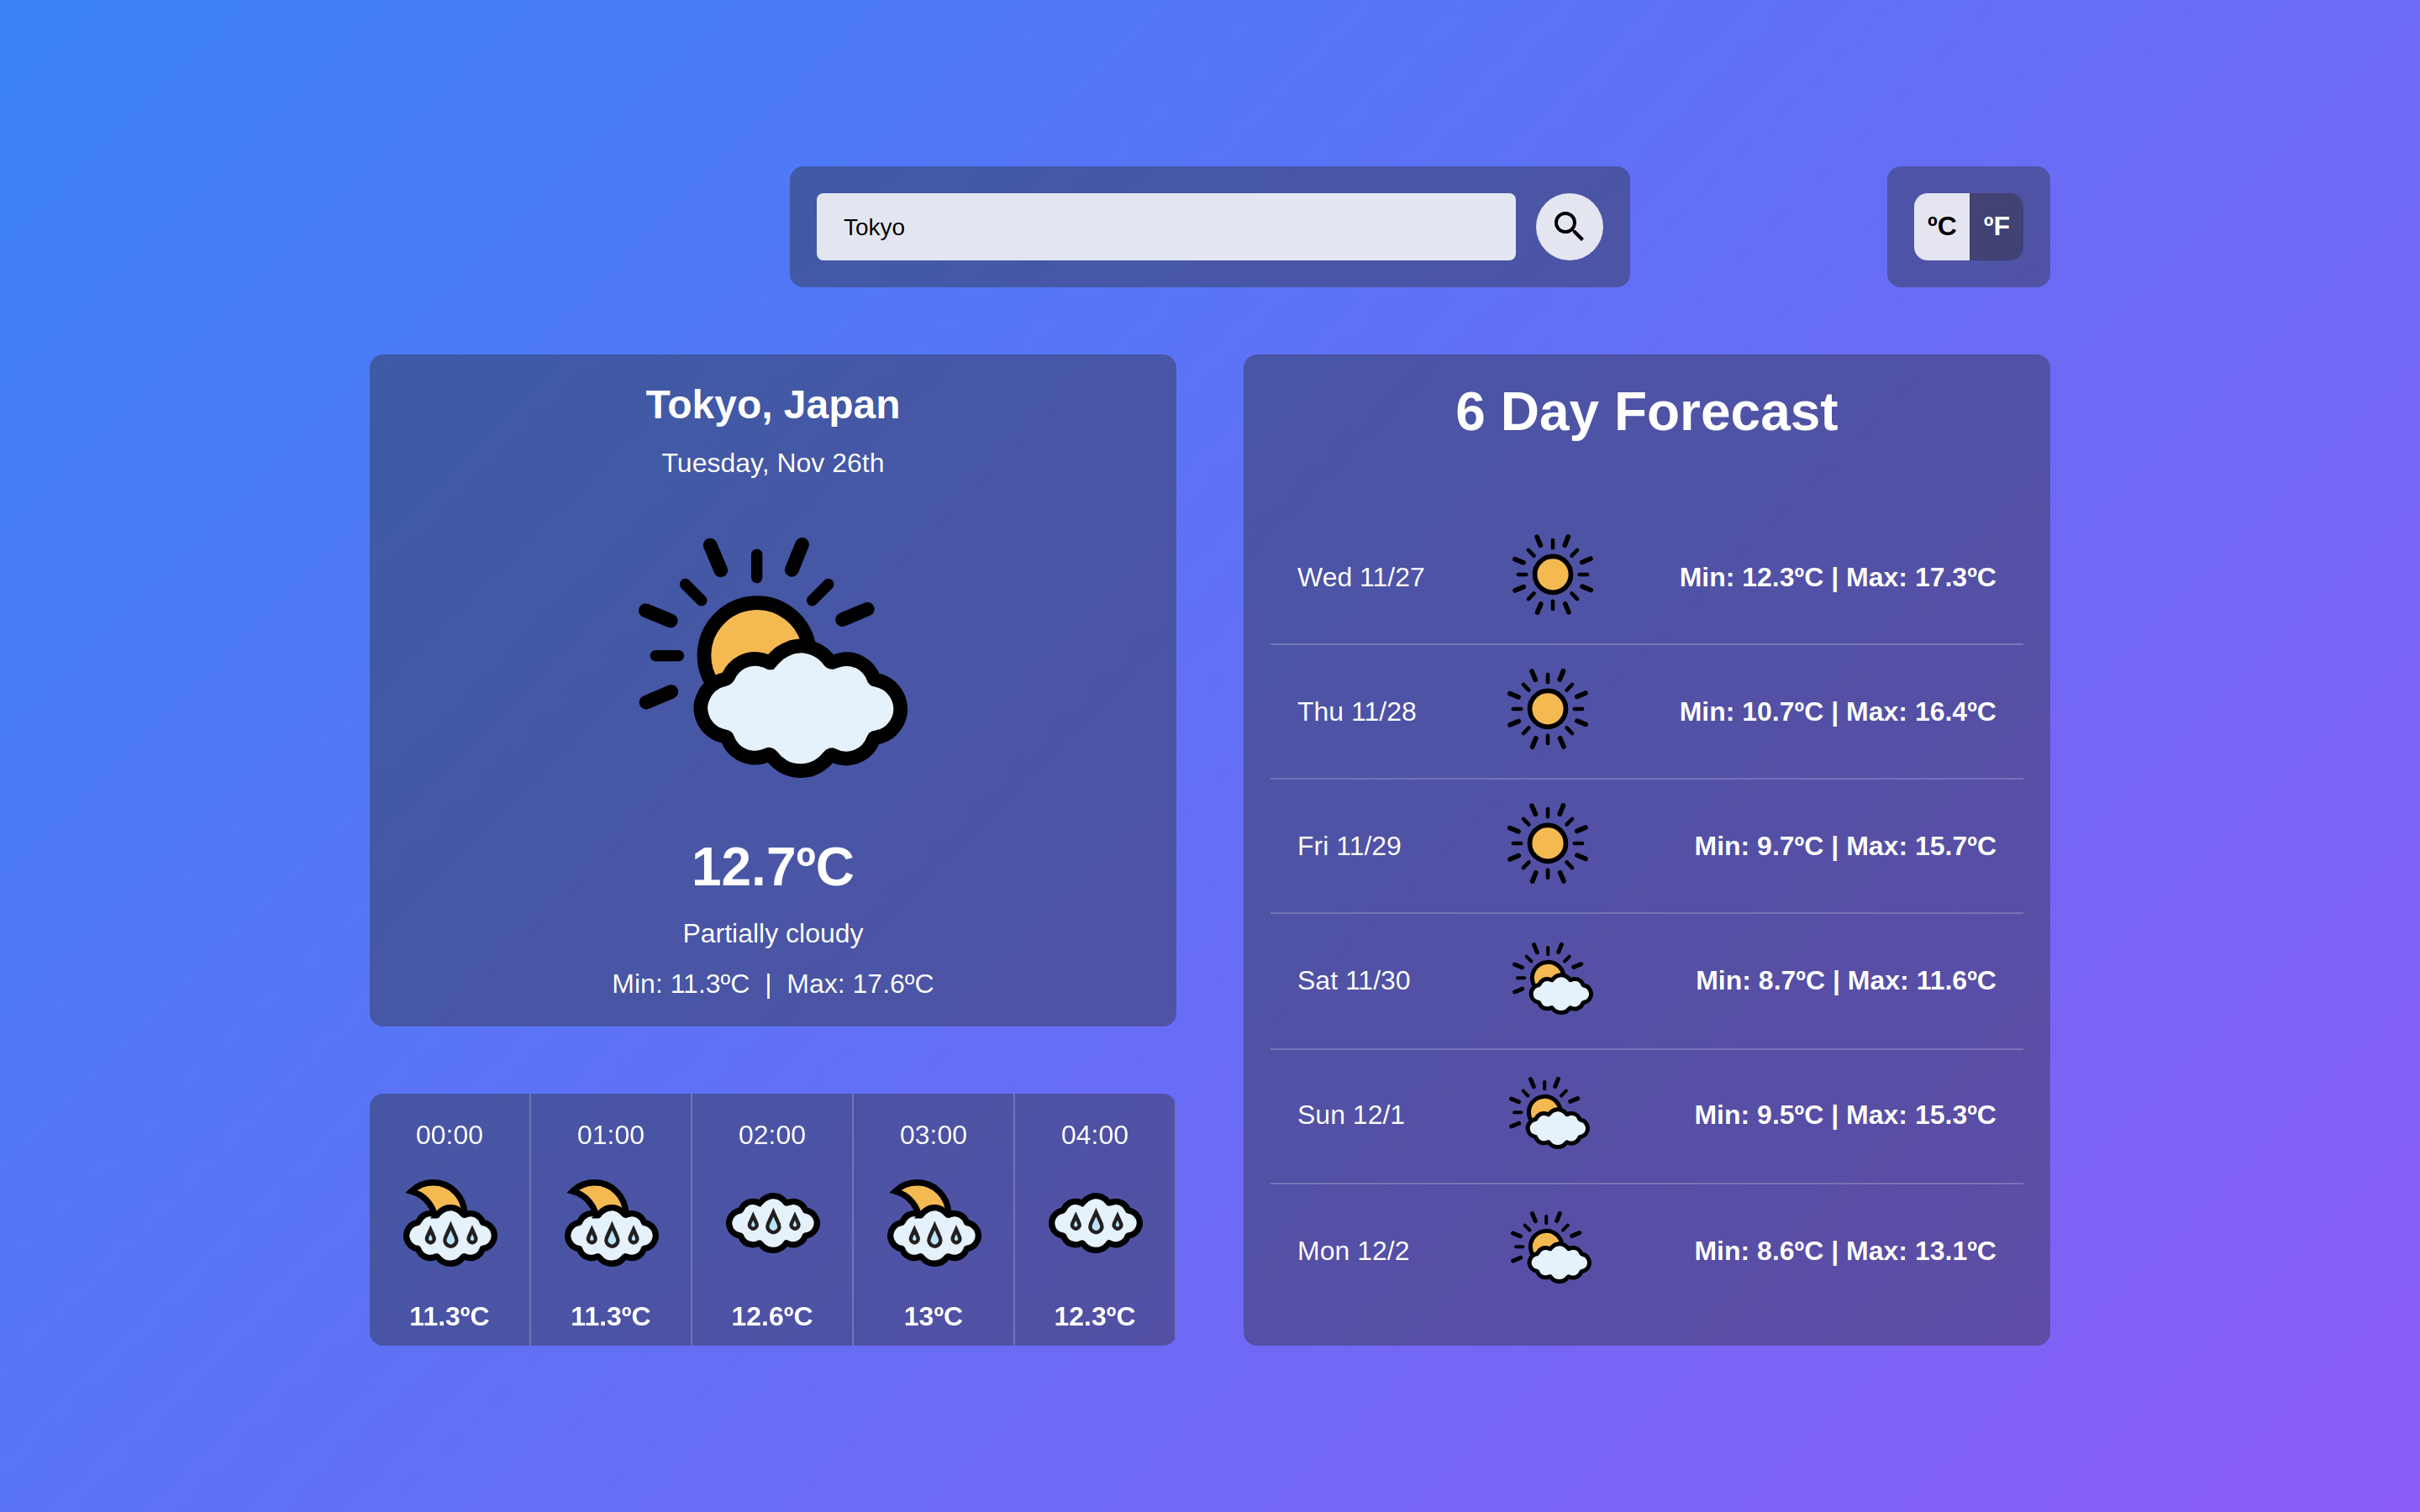 Tokyo
ºC ºF
Tokyo, Japan
Tuesday, Nov 26th
12.7ºC
Partially cloudy
Min: 11.3ºC | Max: 17.6ºC
00:00 01:00 02:00 03:00 04:00
11.3ºC 11.3ºC 12.6ºC 13ºC 12.3ºC
6 Day Forecast
Wed 11/27 Min: 12.3ºC | Max: 17.3ºC
Thu 11/28 Min: 10.7ºC | Max: 16.4ºC
Fri 11/29 Min: 9.7ºC | Max: 15.7ºC
Sat 11/30 Min: 8.7ºC | Max: 11.6ºC
Sun 12/1 Min: 9.5ºC | Max: 15.3ºC
Mon 12/2 Min: 8.6ºC | Max: 13.1ºC